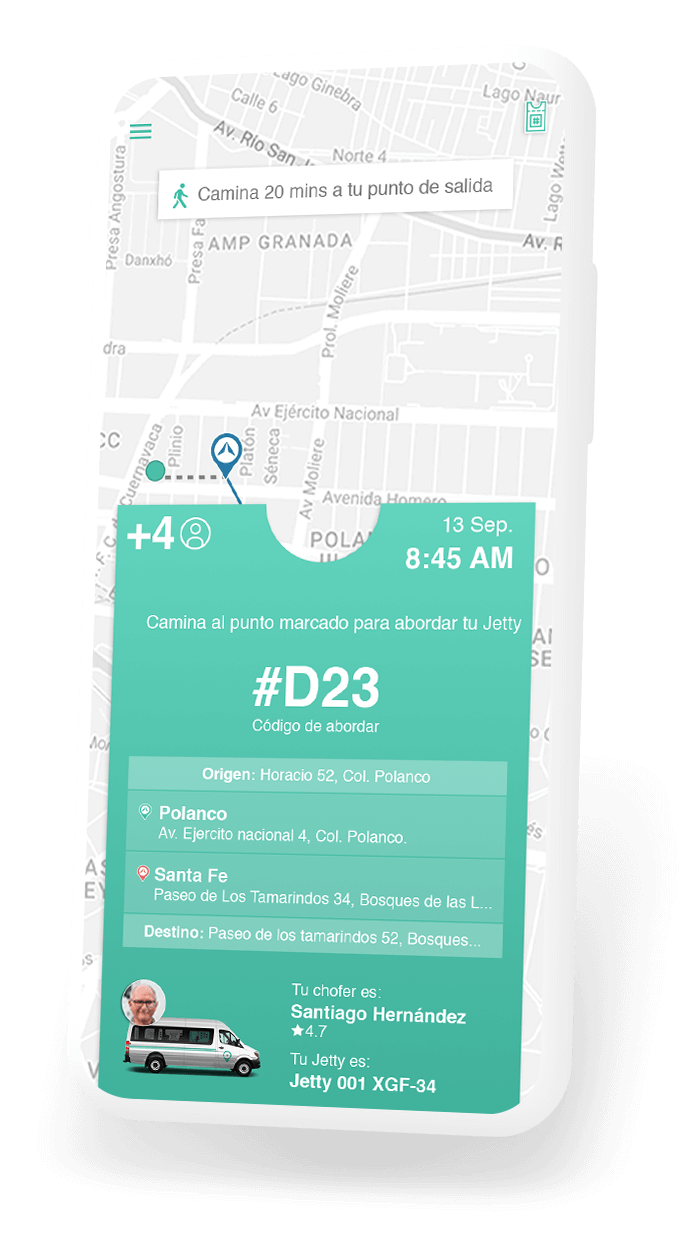 Lago Ginebra
Lago Naur
Calle 6
Av. Río San J
Norte 4
Presa Angostura
Camina 20 mins a tu punto de salida
Presa Fa
AMP GRANADA
Av. R
Danxhó
Prol. Moliere
dra
Av Ejército Nacional
CC
Cuernavaca
Plinio
Platón
Séneca
Av Moliere
Avenida Homero
+4
13 Sep.
8:45 AM
POLA
Camina al punto marcado para abordar tu Jetty
#D23
Código de abordar
Origen: Horacio 52, Col. Polanco
Polanco
Av. Ejercito nacional 4, Col. Polanco.
Santa Fe
Paseo de Los Tamarindos 34, Bosques de las L...
Destino: Paseo de los tamarindos 52, Bosques...
Tu chofer es:
Santiago Hernández
★4.7
Tu Jetty es:
Jetty 001 XGF-34